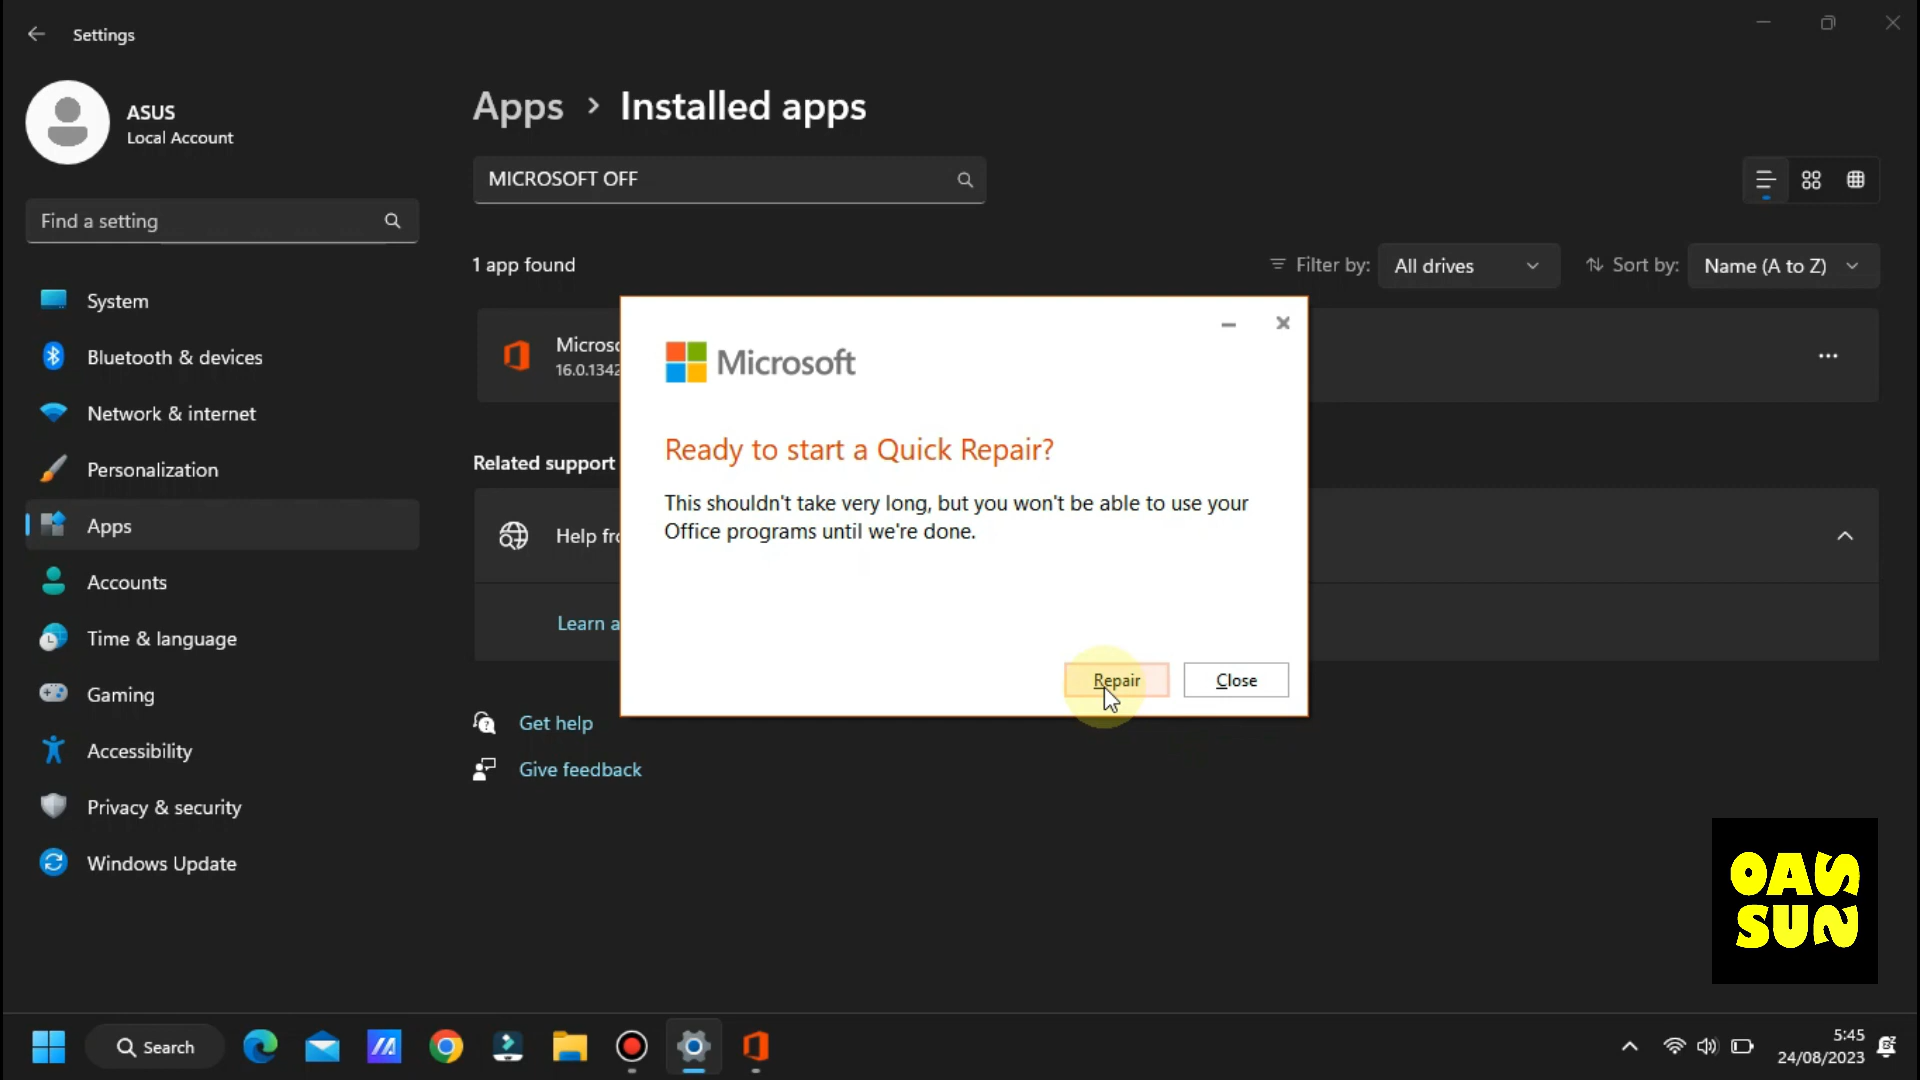 Settings
ASUS
Local Account
Find a setting
System
Bluetooth & devices
Network & internet
Personalization
Apps
Accounts
Time & language
Gaming
Accessibility
Privacy & security
Windows Update
Apps > Installed apps
MICROSOFT OFF
1 app found
Filter by: All drives
Sort by: Name (A to Z)
16.0.1342
Related support
Help
Learn
Microsoft
Ready to start a Quick Repair?
This shouldn't take very long, but you won't be able to use your
Office programs until we're done.
Repair Close
Get help
Give feedback
OAS
SUN
Search
5:45
24/08/2023